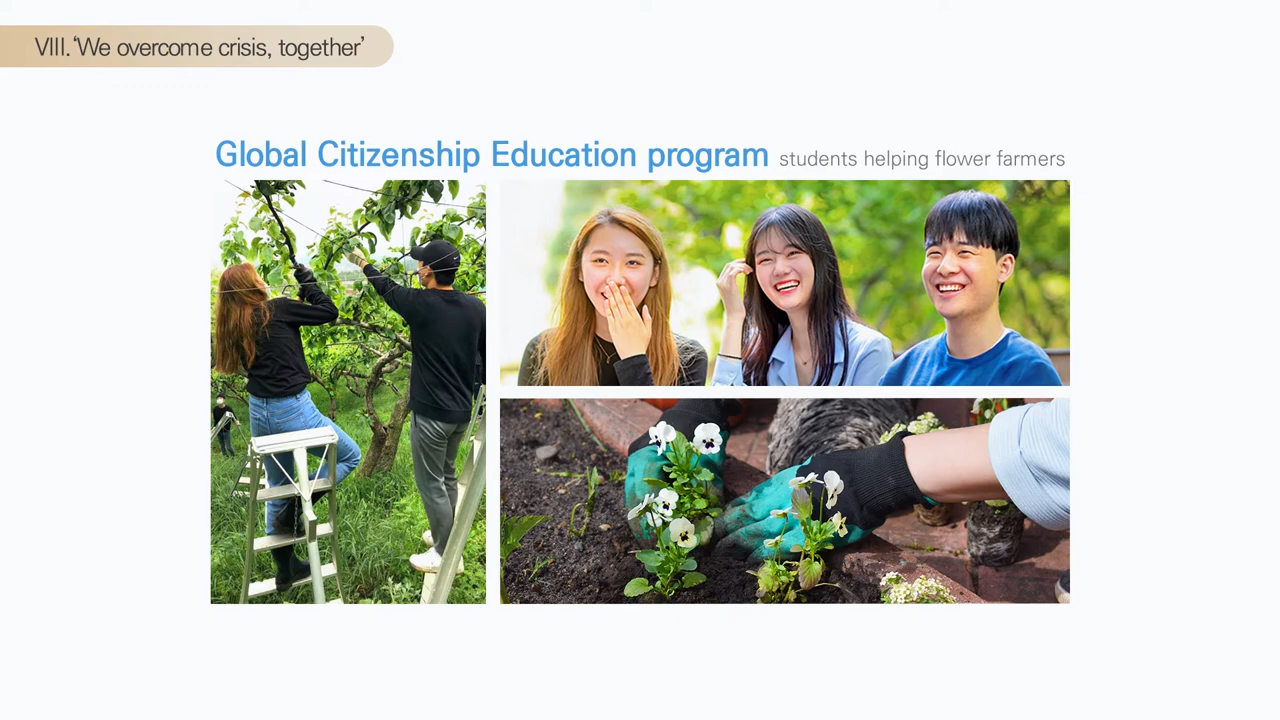 VIII.‘We overcome crisis, together’
Global Citizenship Education program students helping flower farmers